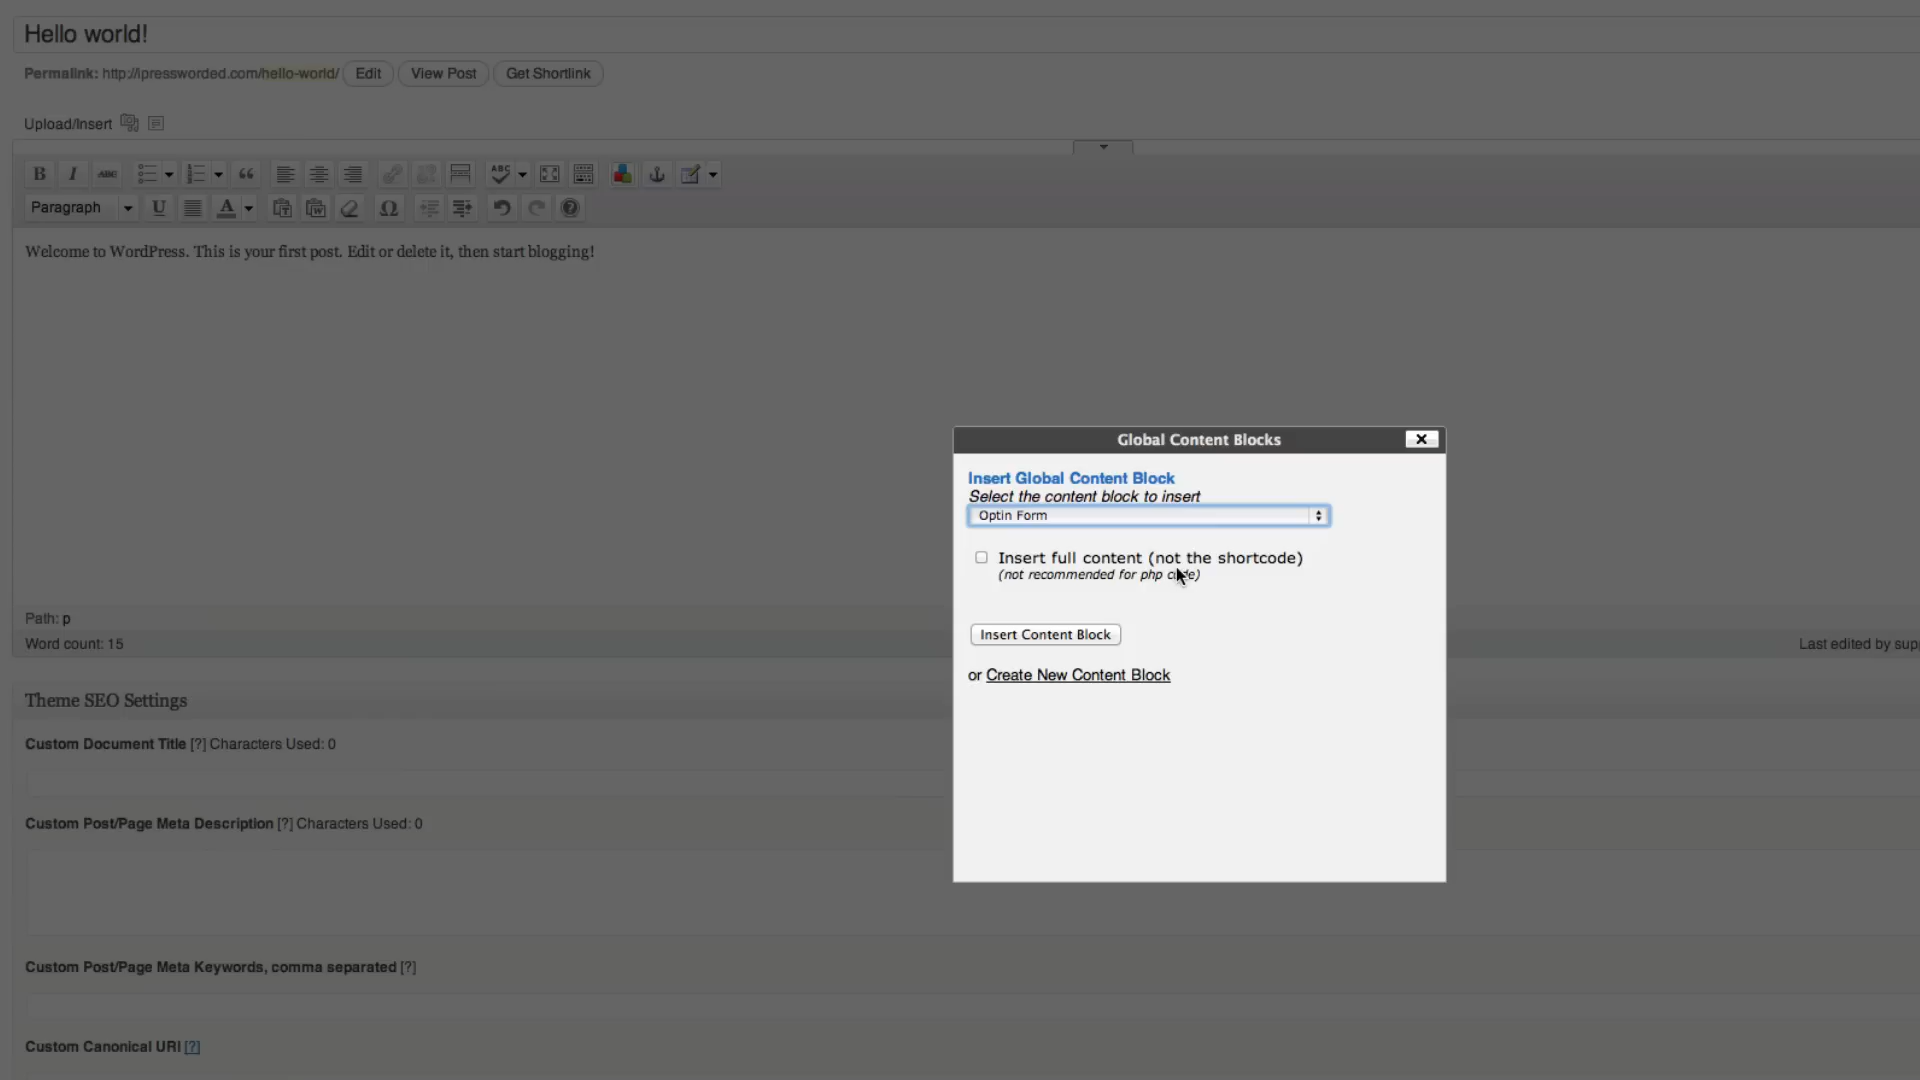 Hello world!
Permalink: http://ipressworded.com/hello-world/ Edit View Post Get Shortlink
Upload/Insert
B I ABC ABC
Paragraph U A Ω
Welcome to WordPress. This is your first post. Edit or delete it, then start blogging!
Path: p
Word count: 15
Last edited by sup
Global Content Blocks
Insert Global Content Block
Select the content block to insert
Optin Form
Insert full content (not the shortcode)
(not recommended for php code)
Insert Content Block
or Create New Content Block
Theme SEO Settings
Custom Document Title [?] Characters Used: 0
Custom Post/Page Meta Description [?] Characters Used: 0
Custom Post/Page Meta Keywords, comma separated [?]
Custom Canonical URI [?]